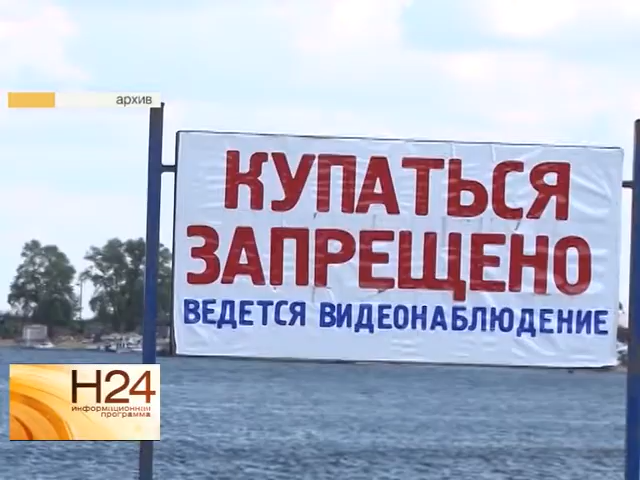 архив
КУПАТЬСЯ
ЗАПРЕЩЕНО
ВЕДЕТСЯ ВИДЕОНАБЛЮДЕНИЕ
Н24
информационная
программа